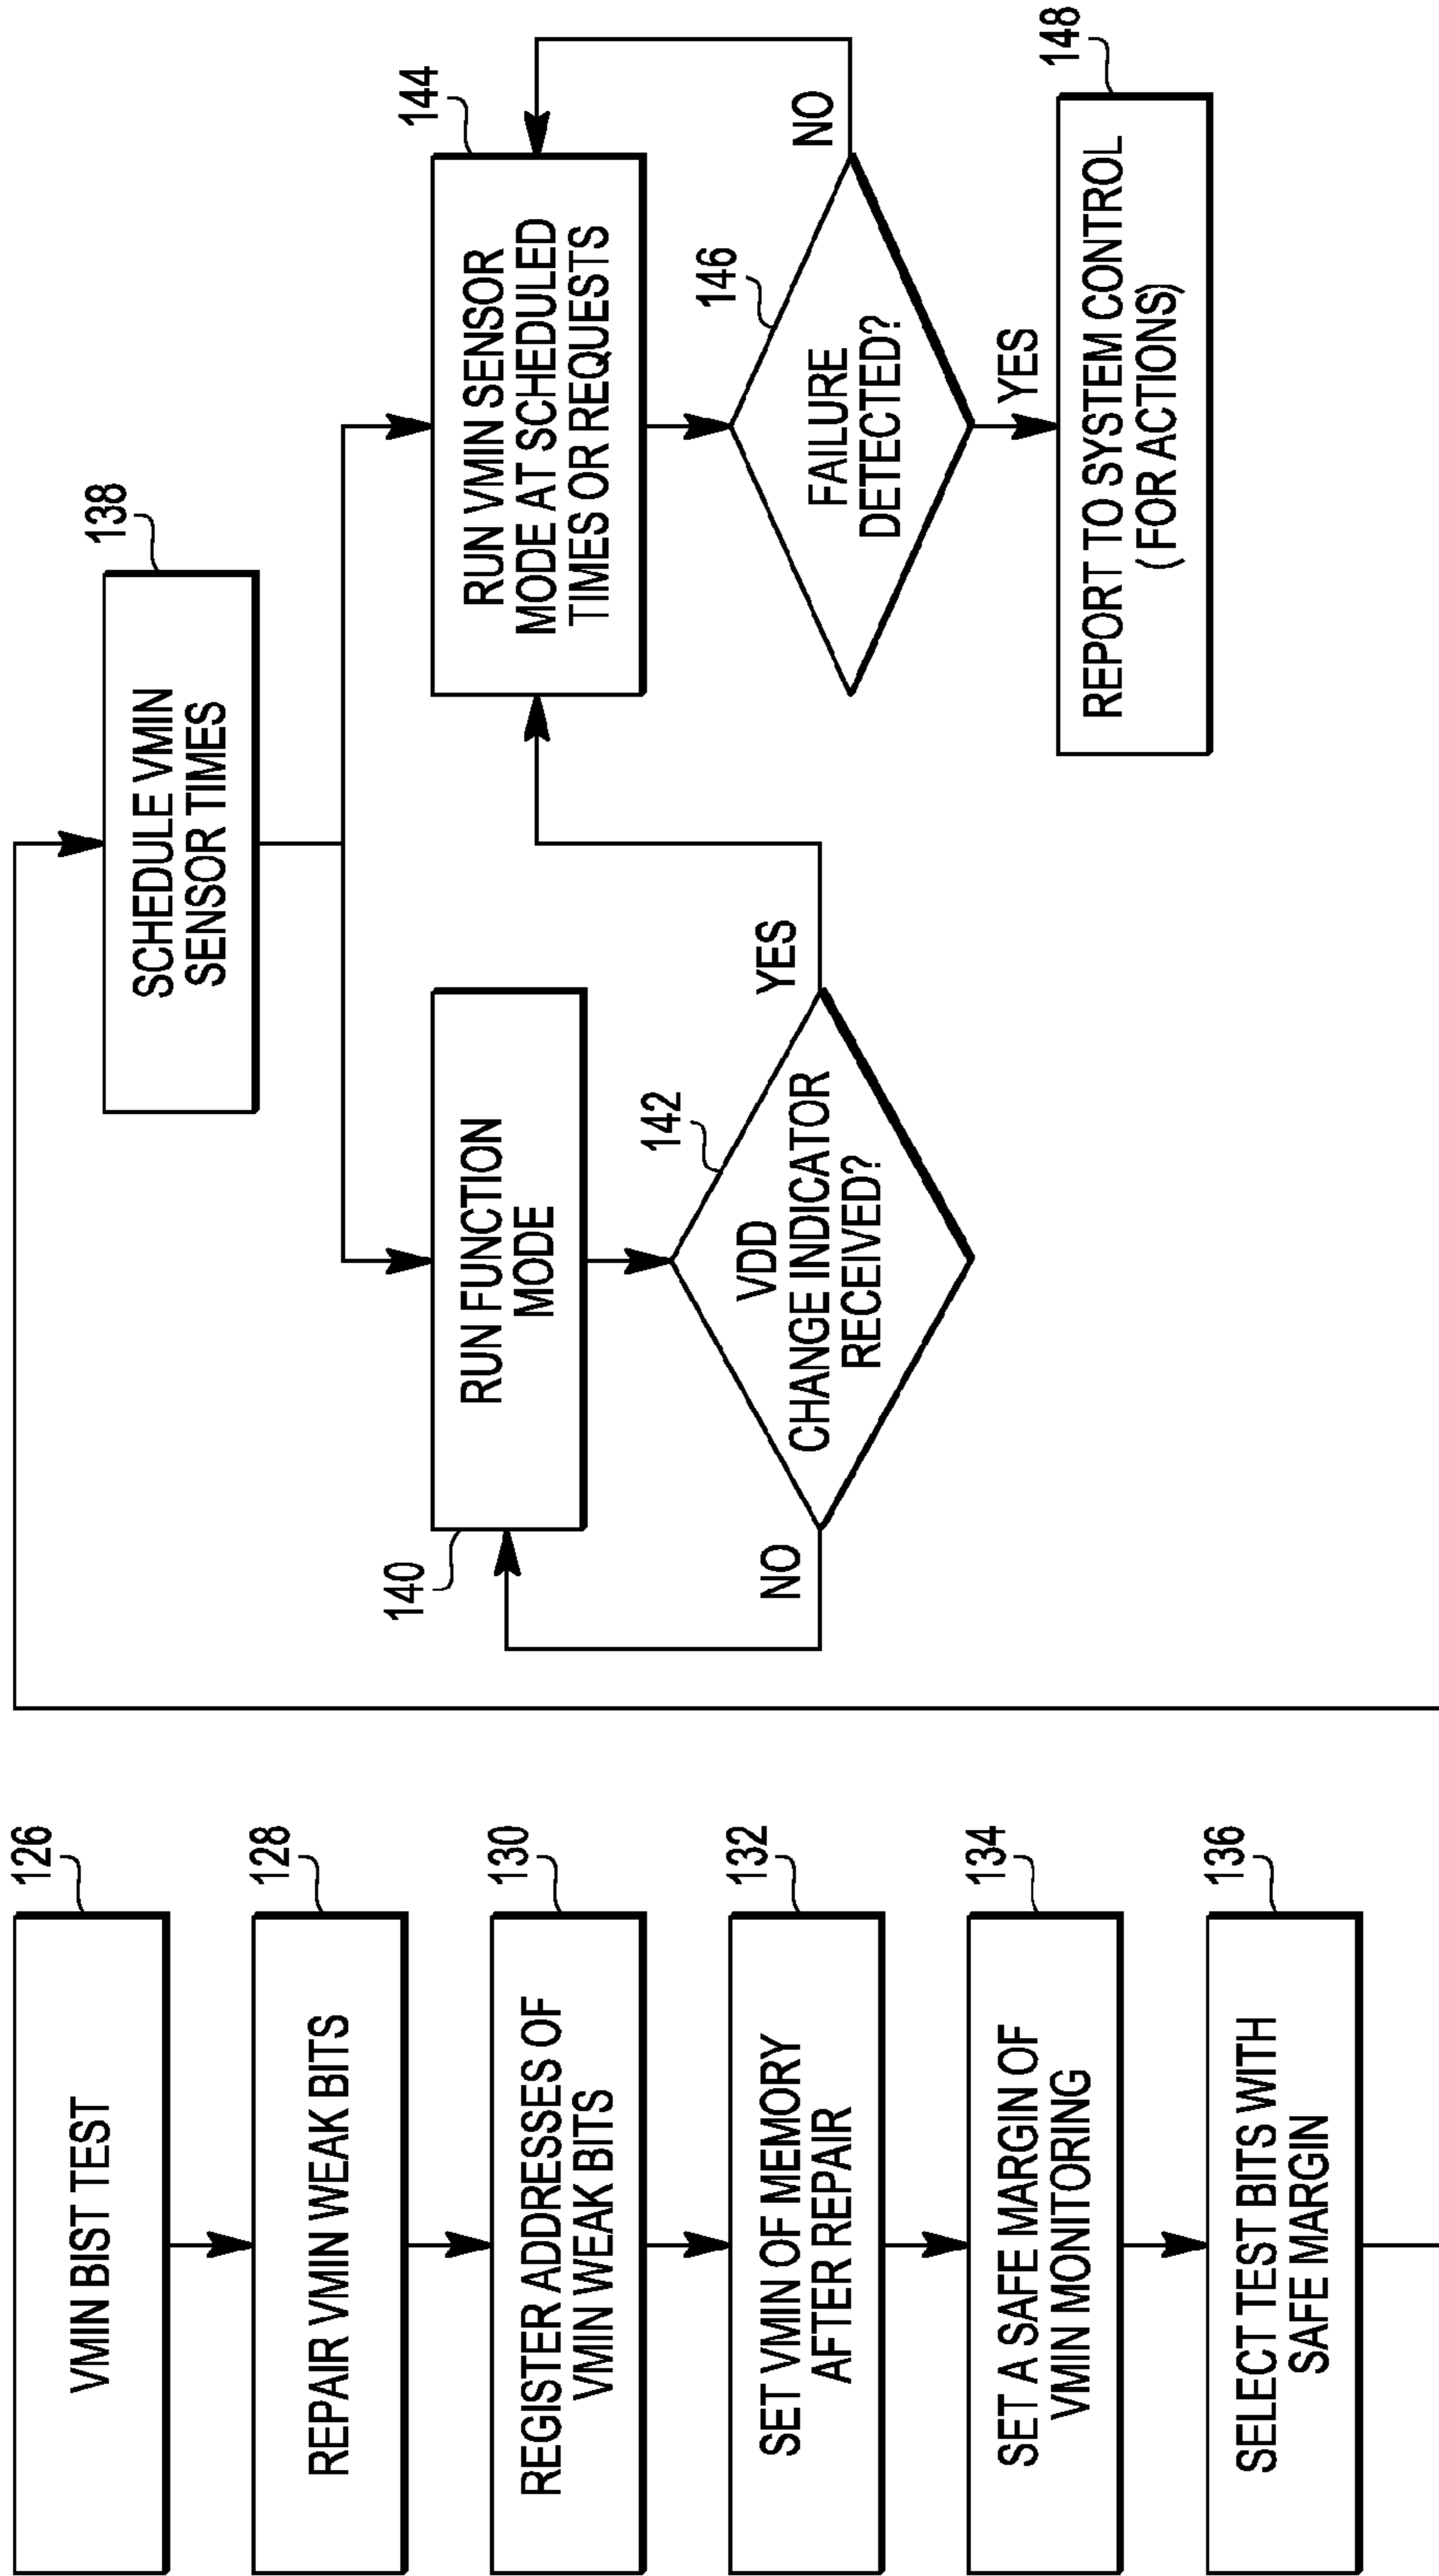 126
VMIN BIST TEST
128
REPAIR VMIN WEAK BITS
130
REGISTER ADDRESSES OF
VMIN WEAK BITS
132
SET VMIN OF MEMORY
AFTER REPAIR
134
SET A SAFE MARGIN OF
VMIN MONITORING
136
SELECT TEST BITS WITH
SAFE MARGIN
138
SCHEDULE VMIN
SENSOR TIMES
140
RUN FUNCTION
MODE
142
VDD
CHANGE INDICATOR
RECEIVED?
NO
YES
144
RUN VMIN SENSOR
MODE AT SCHEDULED
TIMES OR REQUESTS
146
FAILURE
DETECTED?
NO
YES
148
REPORT TO SYSTEM CONTROL
( FOR ACTIONS)